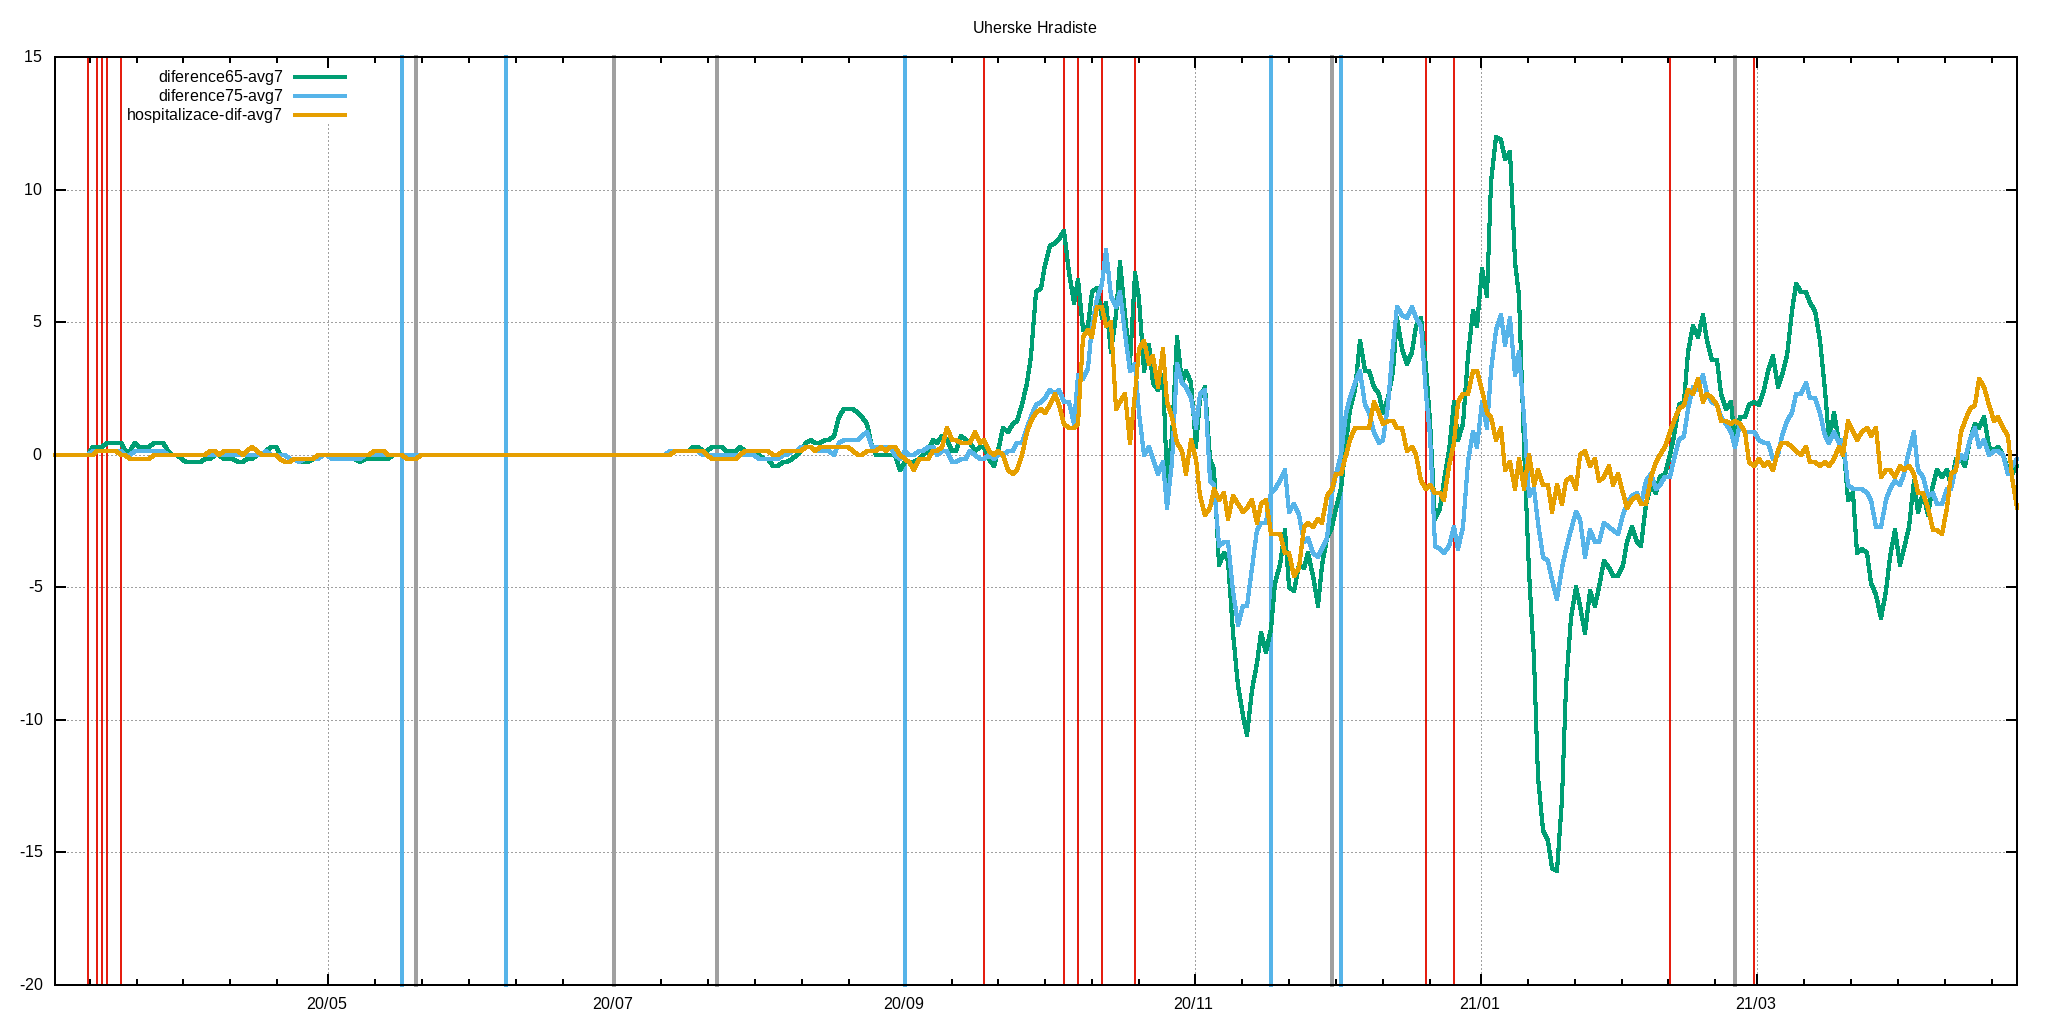 Uherske Hradiste
15
diference65-avg7
diference75-avg7
hospitalizace-dif-avg7
10
5
0
-5
-10
-15
-20
20/05 20/07 20/09 20/11 21/01 21/03